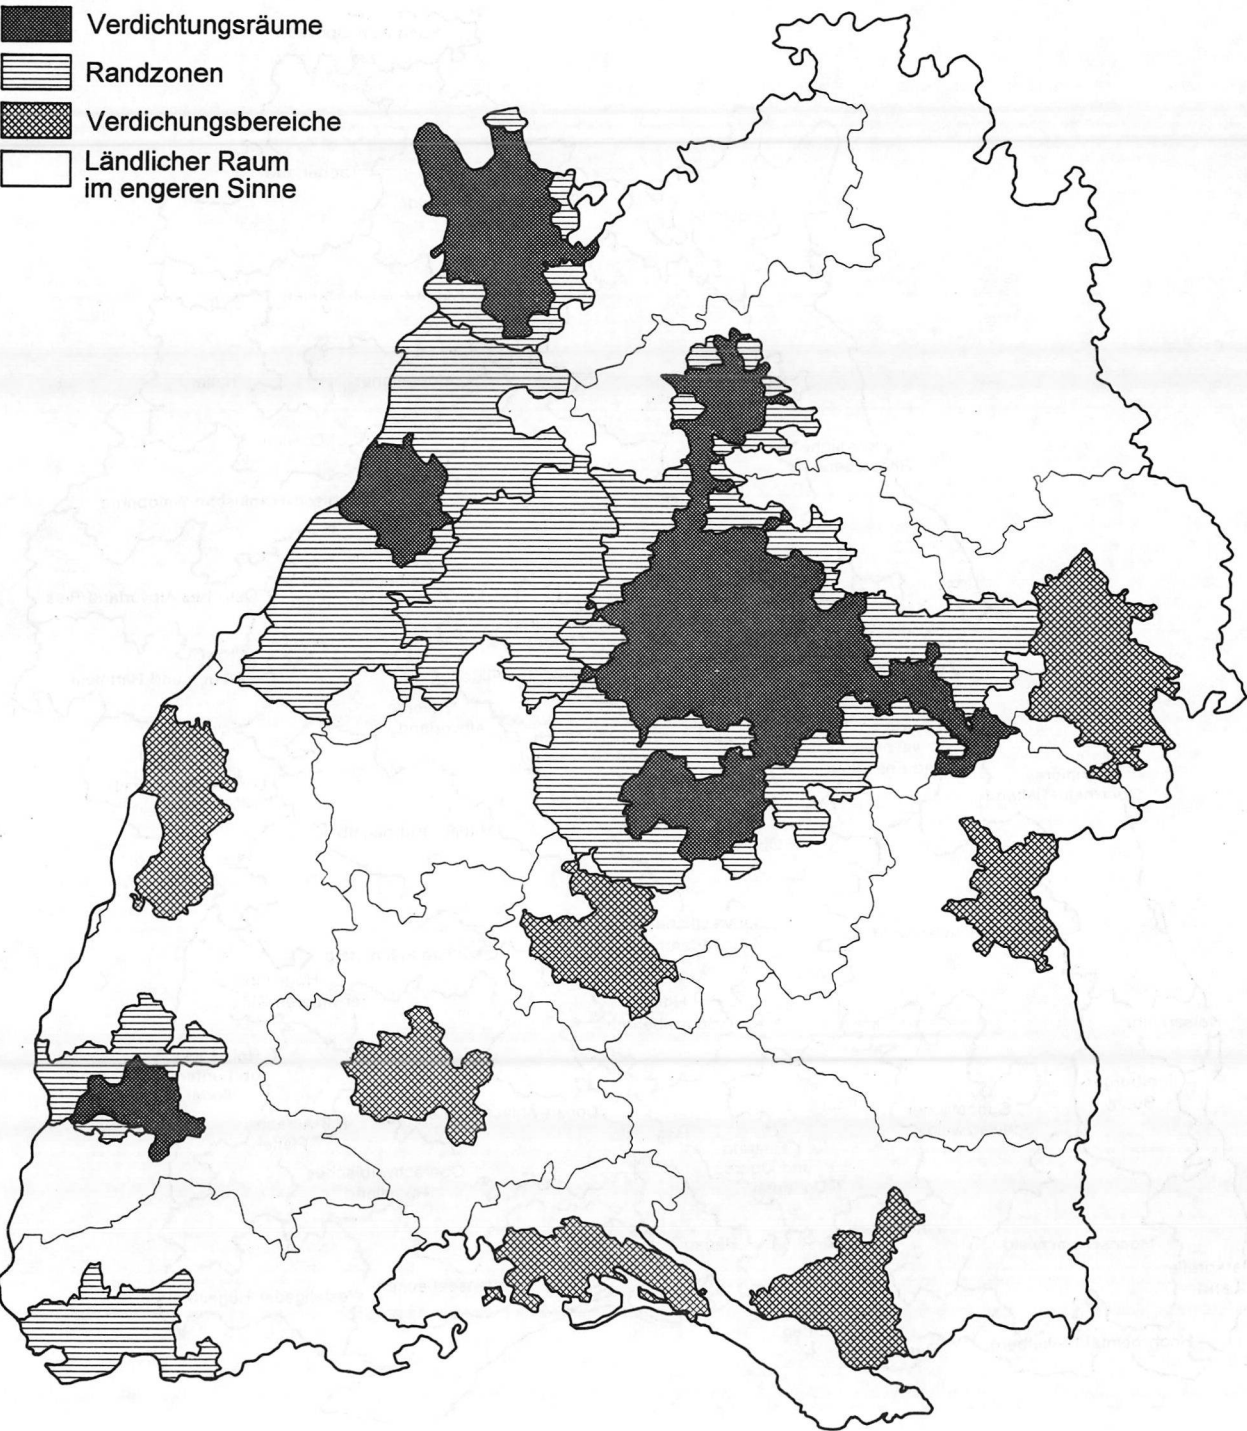 Verdichtungsräume
Randzonen
Verdichungsbereiche
Ländlicher Raum
im engeren Sinne